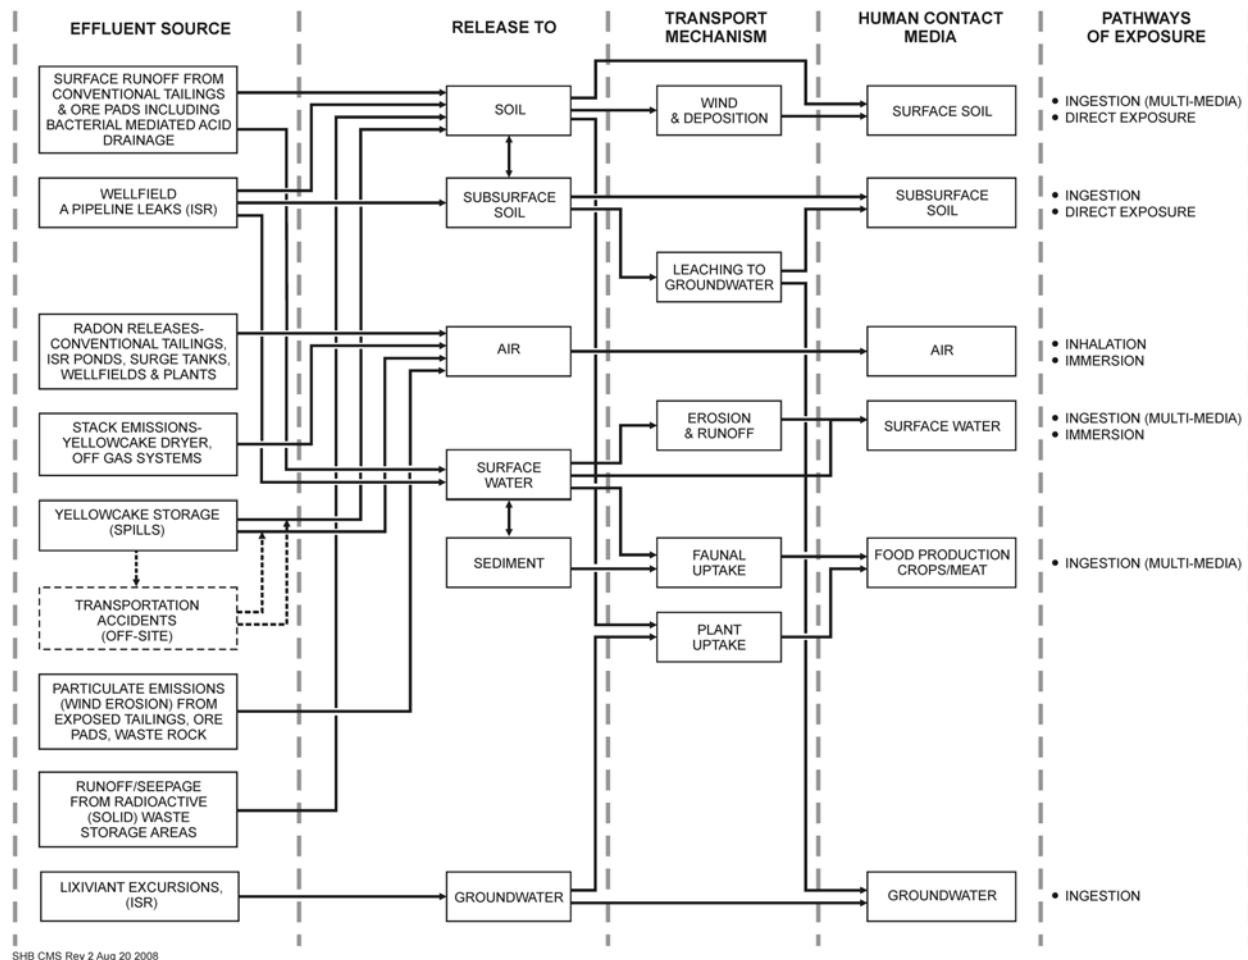 EFFLUENT SOURCE
RELEASE TO
TRANSPORT
MECHANISM
HUMAN CONTACT
MEDIA
PATHWAYS
OF EXPOSURE
SURFACE RUNOFF FROM
CONVENTIONAL TAILINGS
& ORE PADS INCLUDING
BACTERIAL MEDIATED ACID
DRAINAGE
SOIL
WIND
& DEPOSITION
SURFACE SOIL
• INGESTION (MULTI-MEDIA)
• DIRECT EXPOSURE
WELLFIELD
A PIPELINE LEAKS (ISR)
SUBSURFACE
SOIL
SUBSURFACE
SOIL
• INGESTION
• DIRECT EXPOSURE
LEACHING TO
GROUNDWATER
RADON RELEASES-
CONVENTIONAL TAILINGS,
ISR PONDS, SURGE TANKS,
WELLFIELDS & PLANTS
AIR
AIR
• INHALATION
• IMMERSION
STACK EMISSIONS-
YELLOWCAKE DRYER,
OFF GAS SYSTEMS
EROSION
& RUNOFF
SURFACE WATER
• INGESTION (MULTI-MEDIA)
• IMMERSION
SURFACE
WATER
YELLOWCAKE STORAGE
(SPILLS)
SEDIMENT
FAUNAL
UPTAKE
FOOD PRODUCTION
CROPS/MEAT
• INGESTION (MULTI-MEDIA)
TRANSPORTATION
ACCIDENTS
(OFF-SITE)
PLANT
UPTAKE
PARTICULATE EMISSIONS
(WIND EROSION) FROM
EXPOSED TAILINGS, ORE
PADS, WASTE ROCK
RUNOFF/SEEPAGE
FROM RADIOACTIVE
(SOLID) WASTE
STORAGE AREAS
LIXIVIANT EXCURSIONS,
(ISR)
GROUNDWATER
GROUNDWATER
• INGESTION
SHB CMS Rev 2 Aug 20 2008